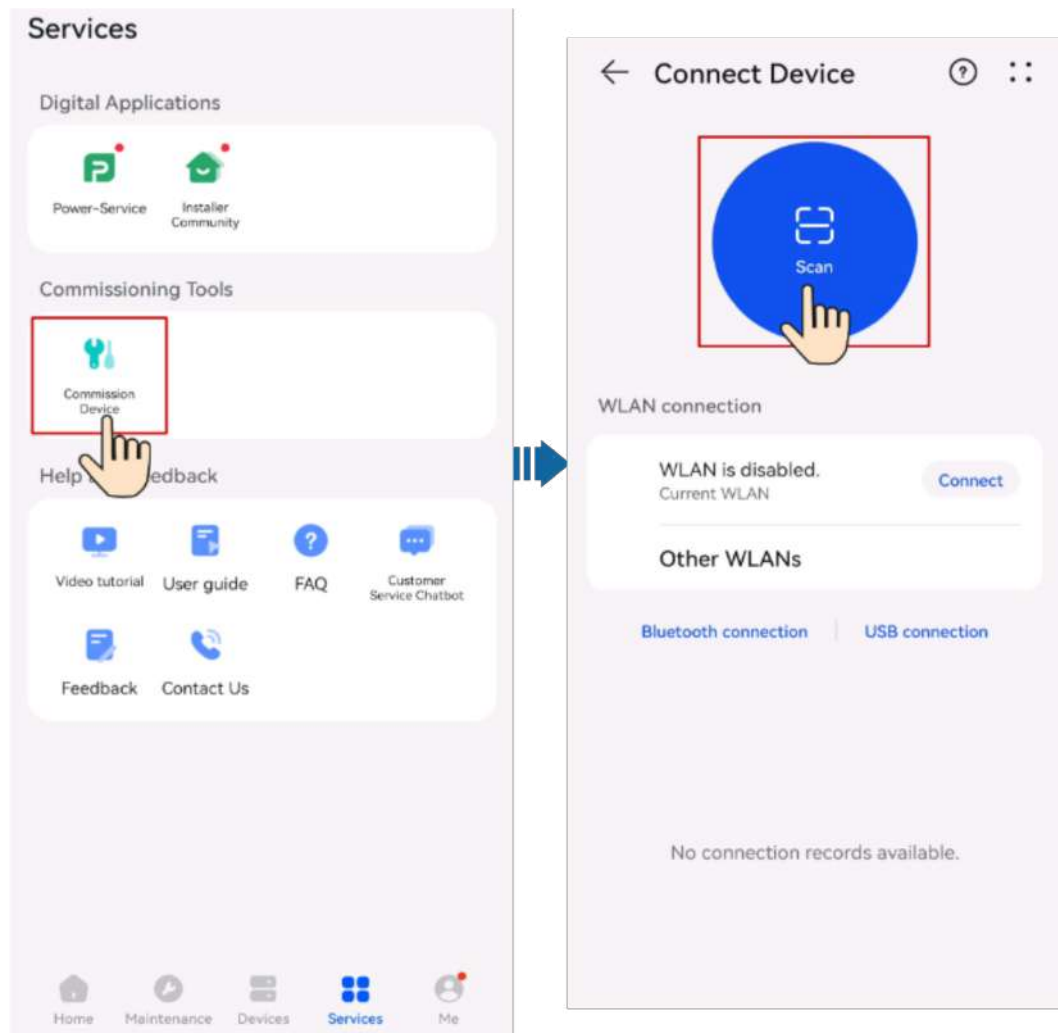 Services
Digital Applications
Power-Service
Installer
Community
Commissioning Tools
Commission
Device
Help edback
Video tutorial
User guide
FAQ
Customer
Service Chatbot
Feedback
Contact Us
Home
Maintenance
Devices
Services
Me
Connect Device
Scan
WLAN connection
WLAN is disabled.
Current WLAN
Connect
Other WLANs
Bluetooth connection
USB connection
No connection records available.